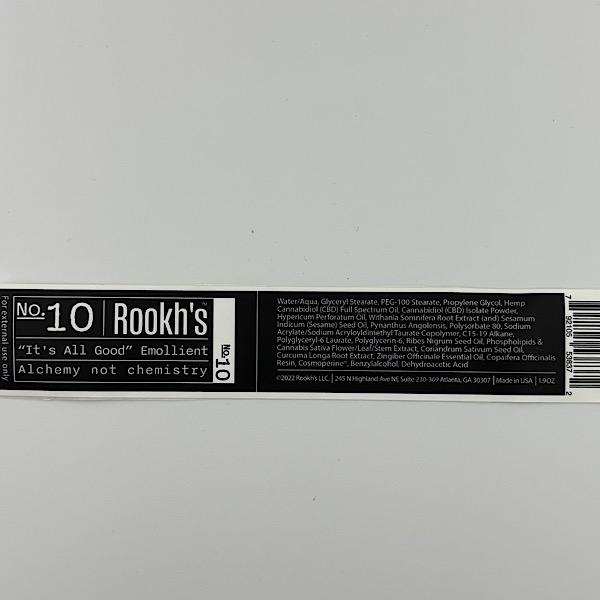 For external use only
No. 10
Rookh's™
"It's All Good" Emollient
Alchemy not chemistry
No. 10
Water/Aqua, Glyceryl Stearate, PEG-100 Stearate, Propylene Glycol, Hemp
Cannabidiol (CBD) Full Spectrum Oil, Cannabidiol (CBD) Isolate Powder,
Hypericum Perforatum Oil, Withania Somnifera Root Extract (and) Sesamum
Indicum (Sesame) Seed Oil, Pynanthus Angolensis, Polysorbate 80, Sodium
Acrylate/Sodium Acryloyldimethyl Taurate Copolymer, C15-19 Alkane,
Polyglyceryl-6 Laurate, Polyglycerin-6, Ribes Nigrum Seed Oil, Phospholipids &
Cannabis Sativa Flower/Leaf/Stem Extract, Coriandrum Sativum Seed Oil,
Curcuma Longa Root Extract, Zingiber Officinale Essential Oil, Copaifera Officinalis
Resin, Cosmoperine®, Benzylalcohol, Dehydroacetic Acid
©2022 Rookh's LLC. | 245 N Highland Ave NE Suite 230-369 Atlanta, GA 30307 | Made in USA | 1.9OZ
7 92105 53837 2